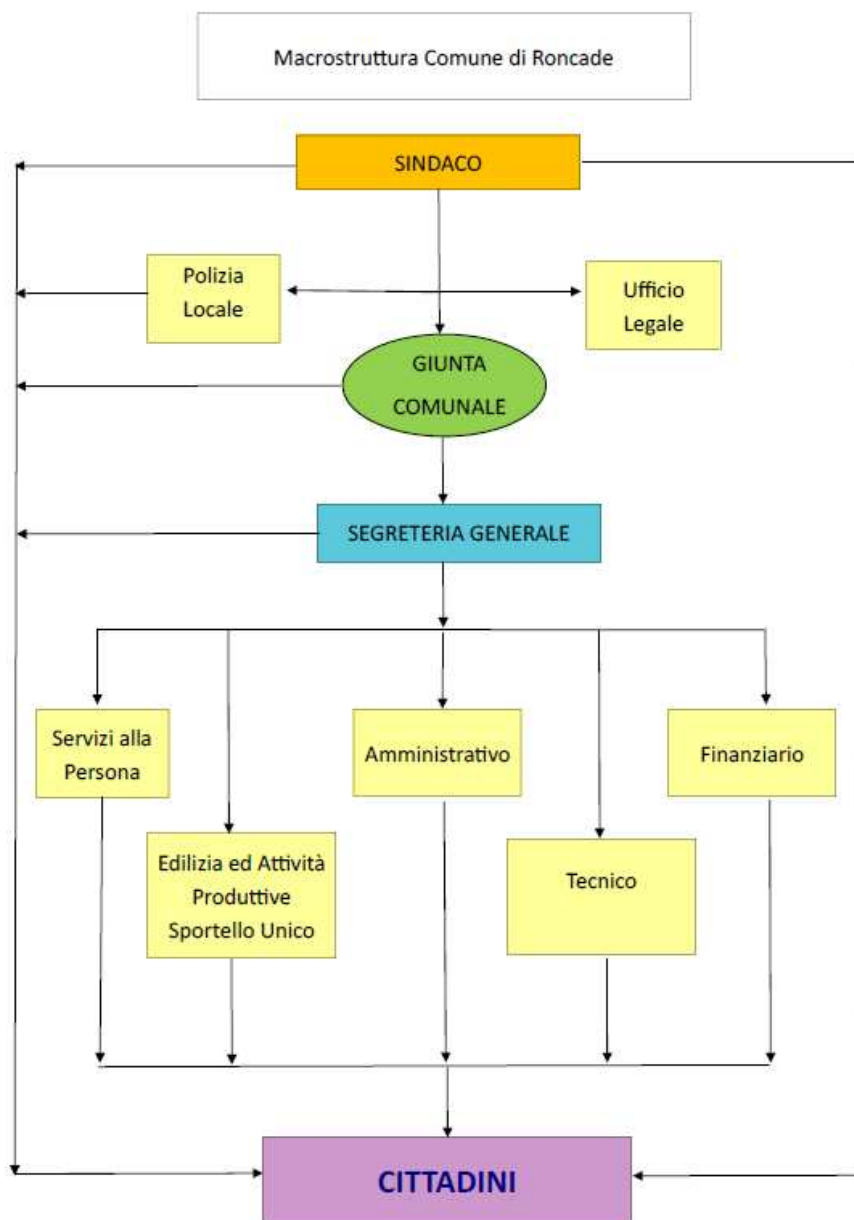 Macrostruttura Comune di Roncade
SINDACO
Polizia
Locale
Ufficio
Legale
GIUNTA
COMUNALE
SEGRETERIA GENERALE
Servizi alla
Persona
Amministrativo
Finanziario
Edilizia ed Attività
Produttive
Sportello Unico
Tecnico
CITTADINI